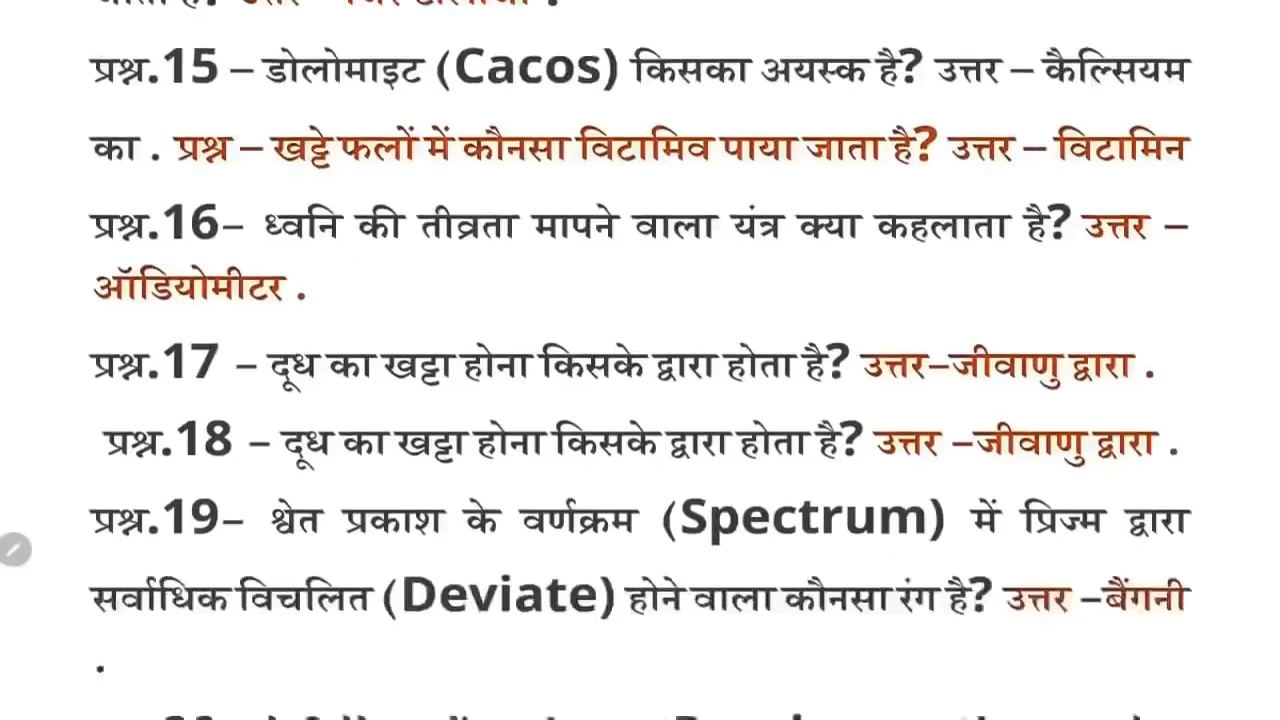 प्रश्न.15 – डोलोमाइट (Cacos) किसका अयस्क है? उत्तर – कैल्सियम
का . प्रश्न – खट्टे फलों में कौनसा विटामिव पाया जाता है? उत्तर – विटामिन
प्रश्न.16– ध्वनि की तीव्रता मापने वाला यंत्र क्या कहलाता है? उत्तर –
ऑडियोमीटर .
प्रश्न.17 – दूध का खट्टा होना किसके द्वारा होता है? उत्तर–जीवाणु द्वारा .
प्रश्न.18 – दूध का खट्टा होना किसके द्वारा होता है? उत्तर –जीवाणु द्वारा .
प्रश्न.19– श्वेत प्रकाश के वर्णक्रम (Spectrum) में प्रिज्म द्वारा
सर्वाधिक विचलित (Deviate) होने वाला कौनसा रंग है? उत्तर –बैंगनी
.